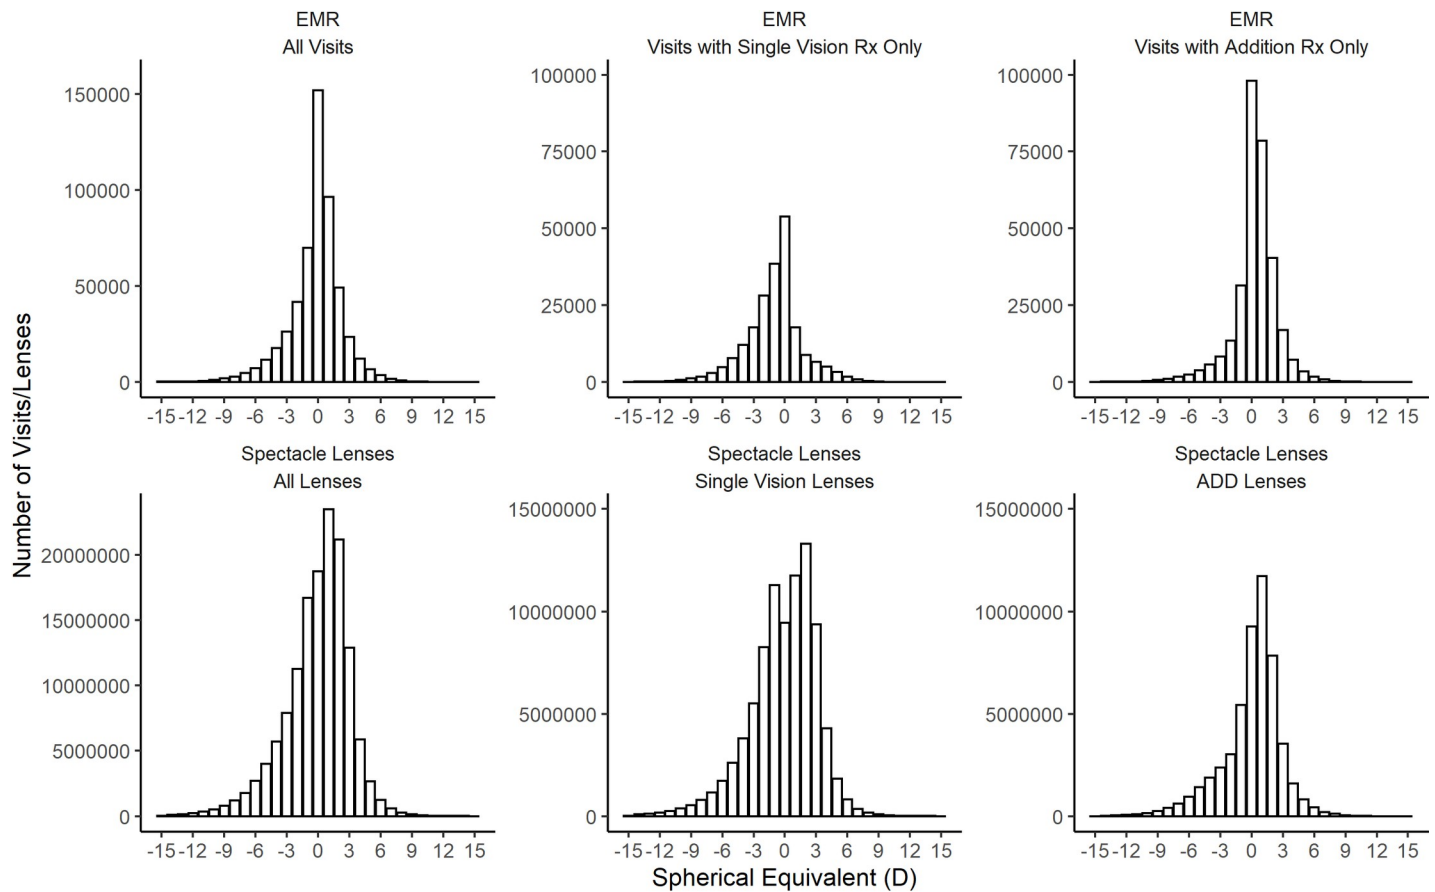 EMR
All Visits
EMR
Visits with Single Vision Rx Only
EMR
Visits with Addition Rx Only
150000
100000
50000
0
-15 -12 -9 -6 -3 0 3 6 9 12 15
100000
75000
50000
25000
0
-15 -12 -9 -6 -3 0 3 6 9 12 15
100000
75000
50000
25000
0
-15 -12 -9 -6 -3 0 3 6 9 12 15
Number of Visits/Lenses
Spectacle Lenses
All Lenses
Spectacle Lenses
Single Vision Lenses
Spectacle Lenses
ADD Lenses
20000000
15000000
10000000
5000000
0
-15 -12 -9 -6 -3 0 3 6 9 12 15
15000000
10000000
5000000
0
-15 -12 -9 -6 -3 0 3 6 9 12 15
15000000
10000000
5000000
0
-15 -12 -9 -6 -3 0 3 6 9 12 15
Spherical Equivalent (D)